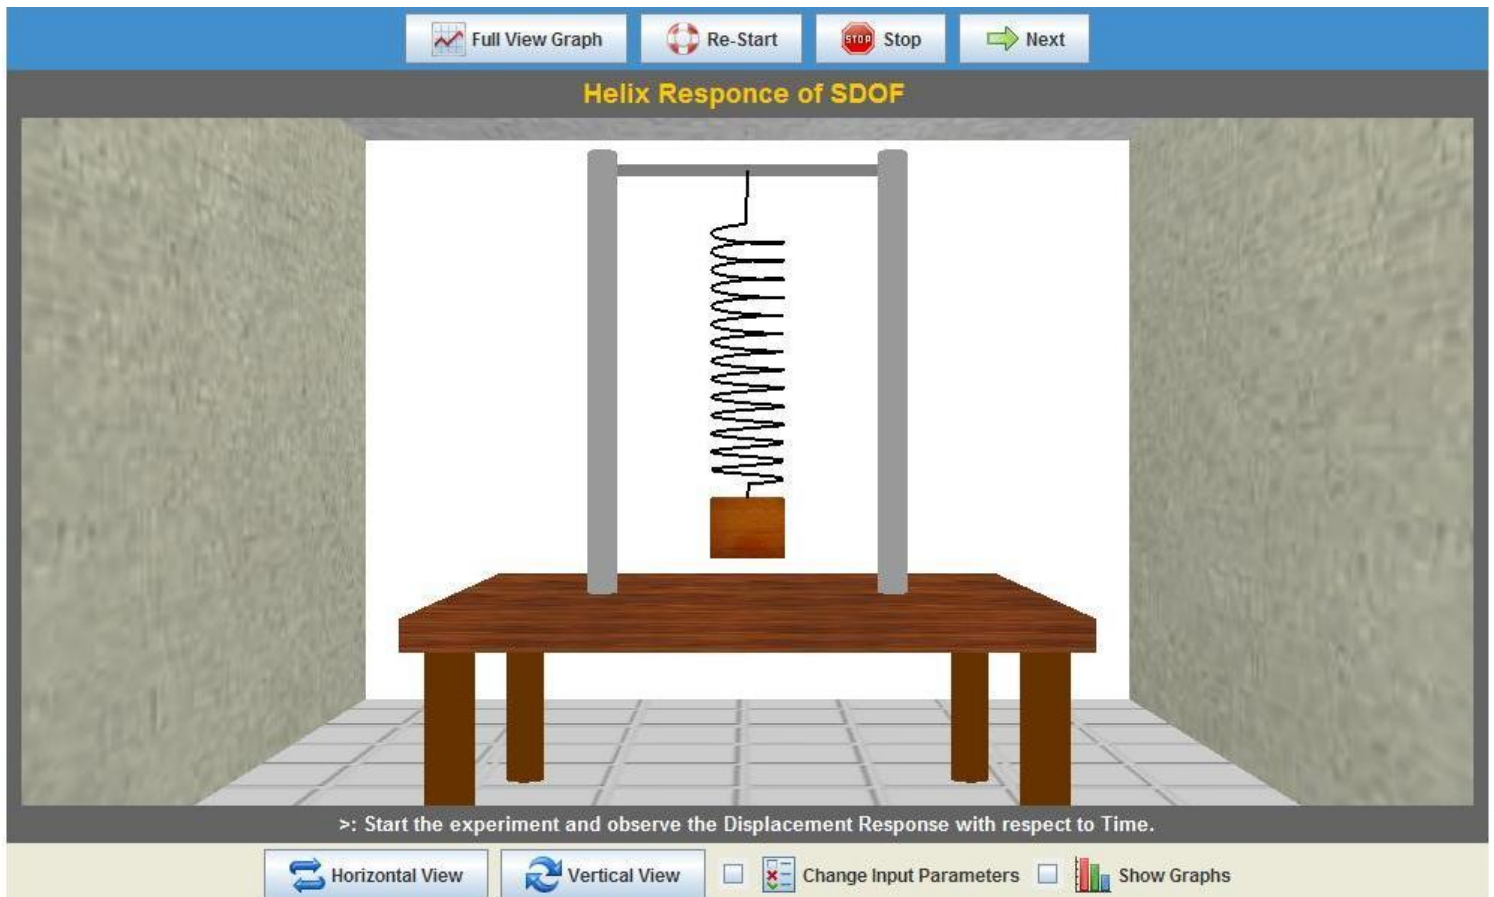 Full View Graph Re-Start STOP Stop Next
Helix Responce of SDOF
>: Start the experiment and observe the Displacement Response with respect to Time.
Horizontal View Vertical View Change Input Parameters Show Graphs